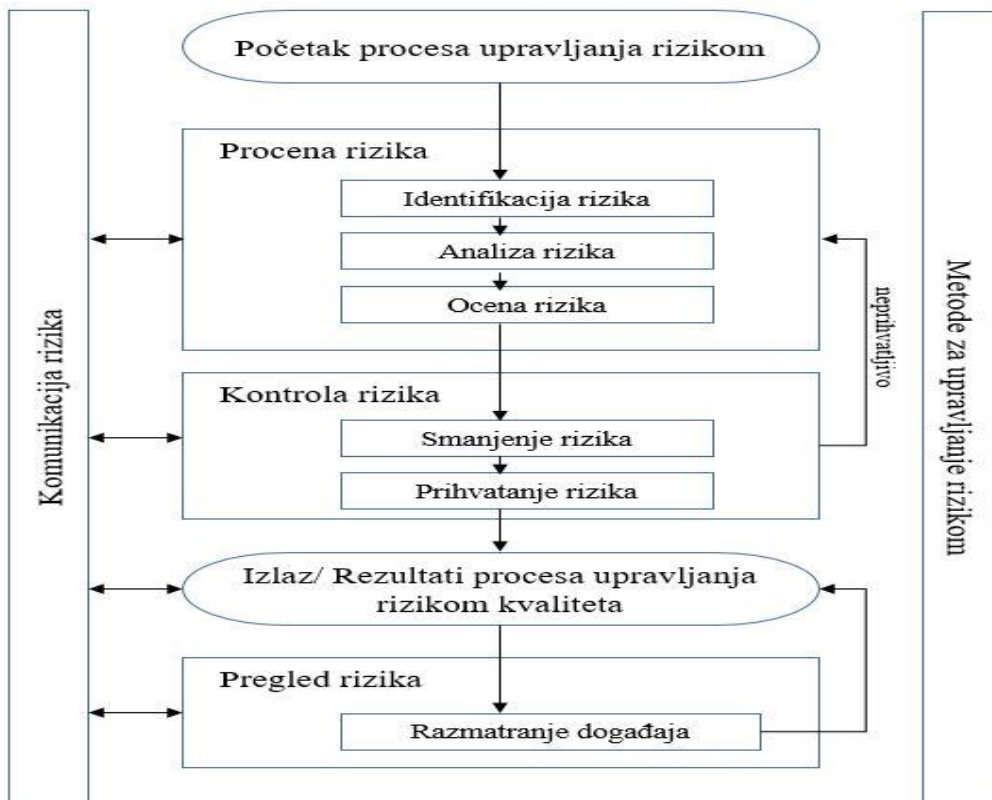 Početak procesa upravljanja rizikom
Procena rizika
Identifikacija rizika
Analiza rizika
Ocena rizika
neprihvatljivo
Kontrola rizika
Smanjenje rizika
Prihvatanje rizika
Izlaz/ Rezultati procesa upravljanja
rizikom kvaliteta
Pregled rizika
Razmatranje događaja
Komunikacija rizika
Metode za upravljanje rizikom